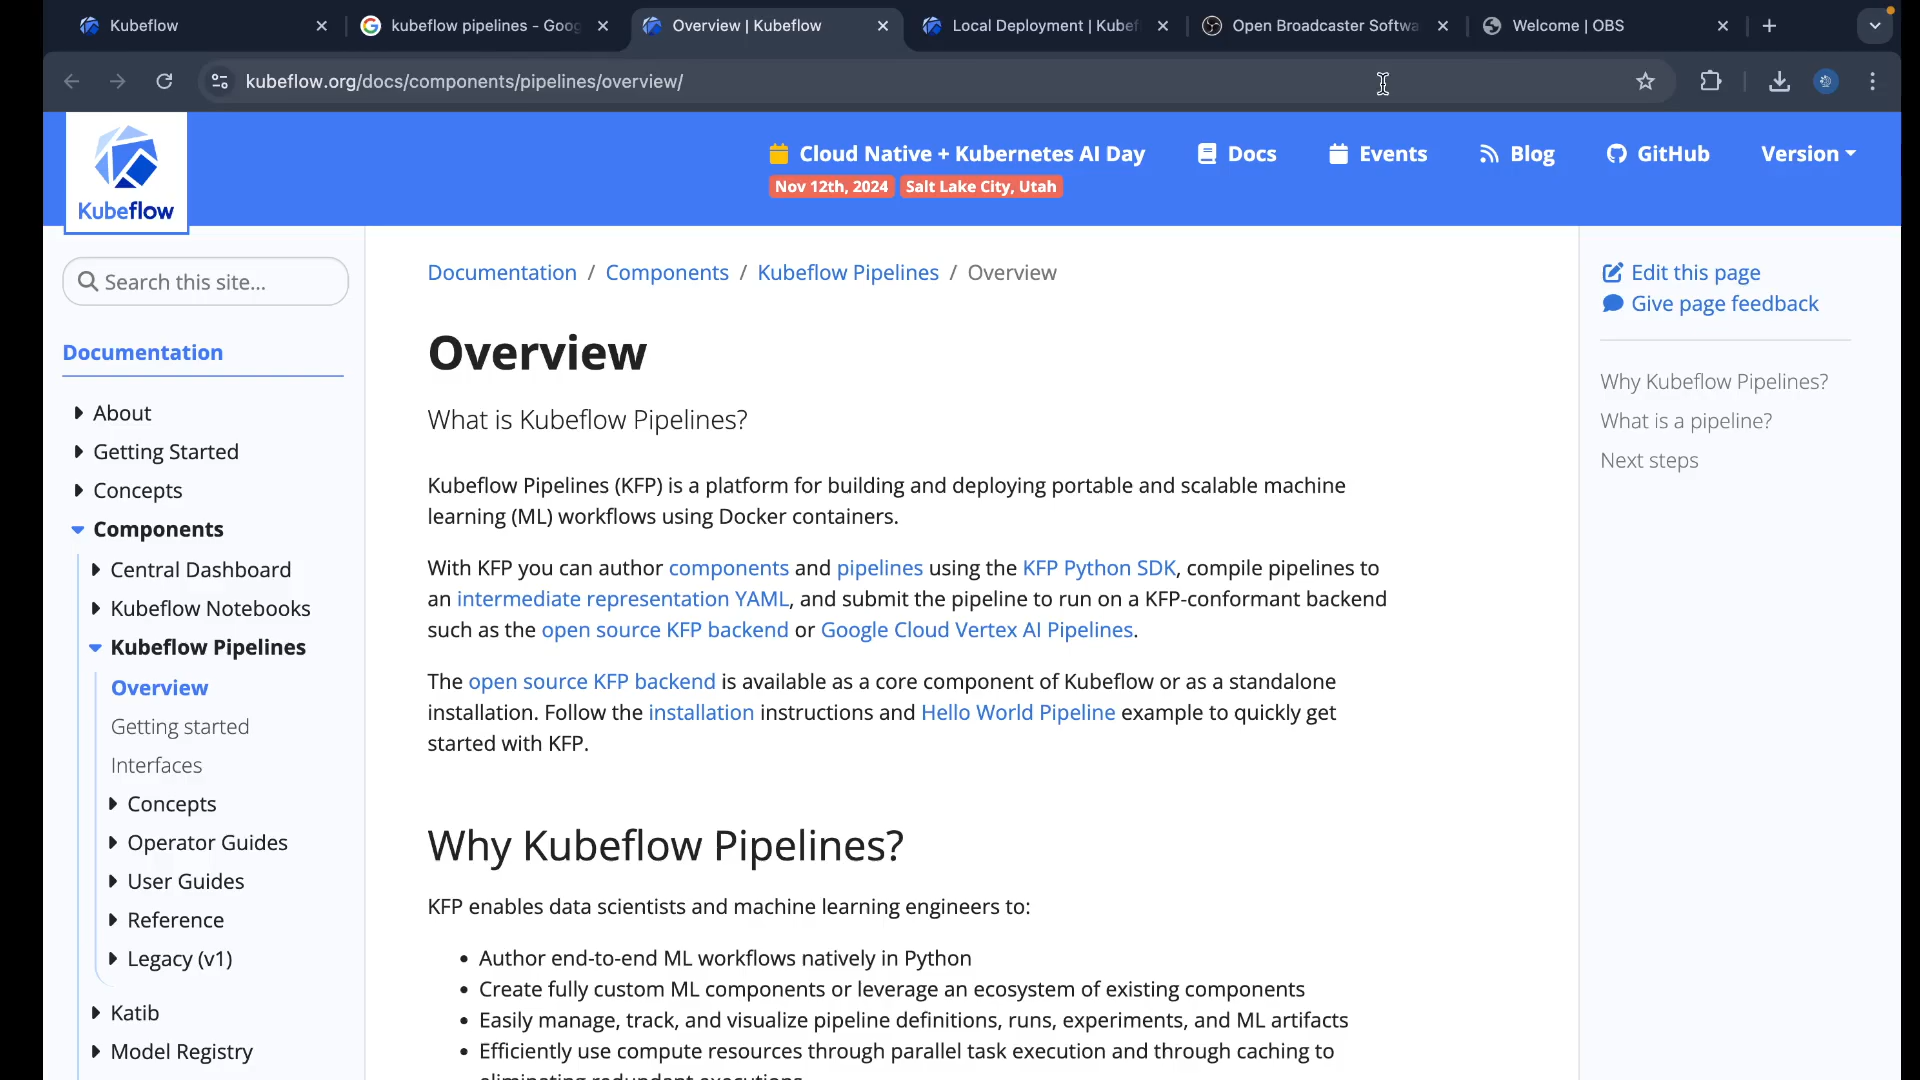 Kubeflow
kubeflow pipelines - Goog
Overview | Kubeflow
Local Deployment | Kubef
Open Broadcaster Softwa
Welcome | OBS
kubeflow.org/docs/components/pipelines/overview/
Kubeflow
Cloud Native + Kubernetes AI Day
Nov 12th, 2024 Salt Lake City, Utah
Docs
Events
Blog
GitHub
Version
Search this site...
Documentation
About
Getting Started
Concepts
Components
Central Dashboard
Kubeflow Notebooks
Kubeflow Pipelines
Overview
Getting started
Interfaces
Concepts
Operator Guides
User Guides
Reference
Legacy (v1)
Katib
Model Registry
Documentation / Components / Kubeflow Pipelines / Overview
Overview
What is Kubeflow Pipelines?
Kubeflow Pipelines (KFP) is a platform for building and deploying portable and scalable machine
learning (ML) workflows using Docker containers.
With KFP you can author components and pipelines using the KFP Python SDK, compile pipelines to
an intermediate representation YAML, and submit the pipeline to run on a KFP-conformant backend
such as the open source KFP backend or Google Cloud Vertex AI Pipelines.
The open source KFP backend is available as a core component of Kubeflow or as a standalone
installation. Follow the installation instructions and Hello World Pipeline example to quickly get
started with KFP.
Why Kubeflow Pipelines?
KFP enables data scientists and machine learning engineers to:
• Author end-to-end ML workflows natively in Python
• Create fully custom ML components or leverage an ecosystem of existing components
• Easily manage, track, and visualize pipeline definitions, runs, experiments, and ML artifacts
• Efficiently use compute resources through parallel task execution and through caching to
eliminating redundant executions
Edit this page
Give page feedback
Why Kubeflow Pipelines?
What is a pipeline?
Next steps